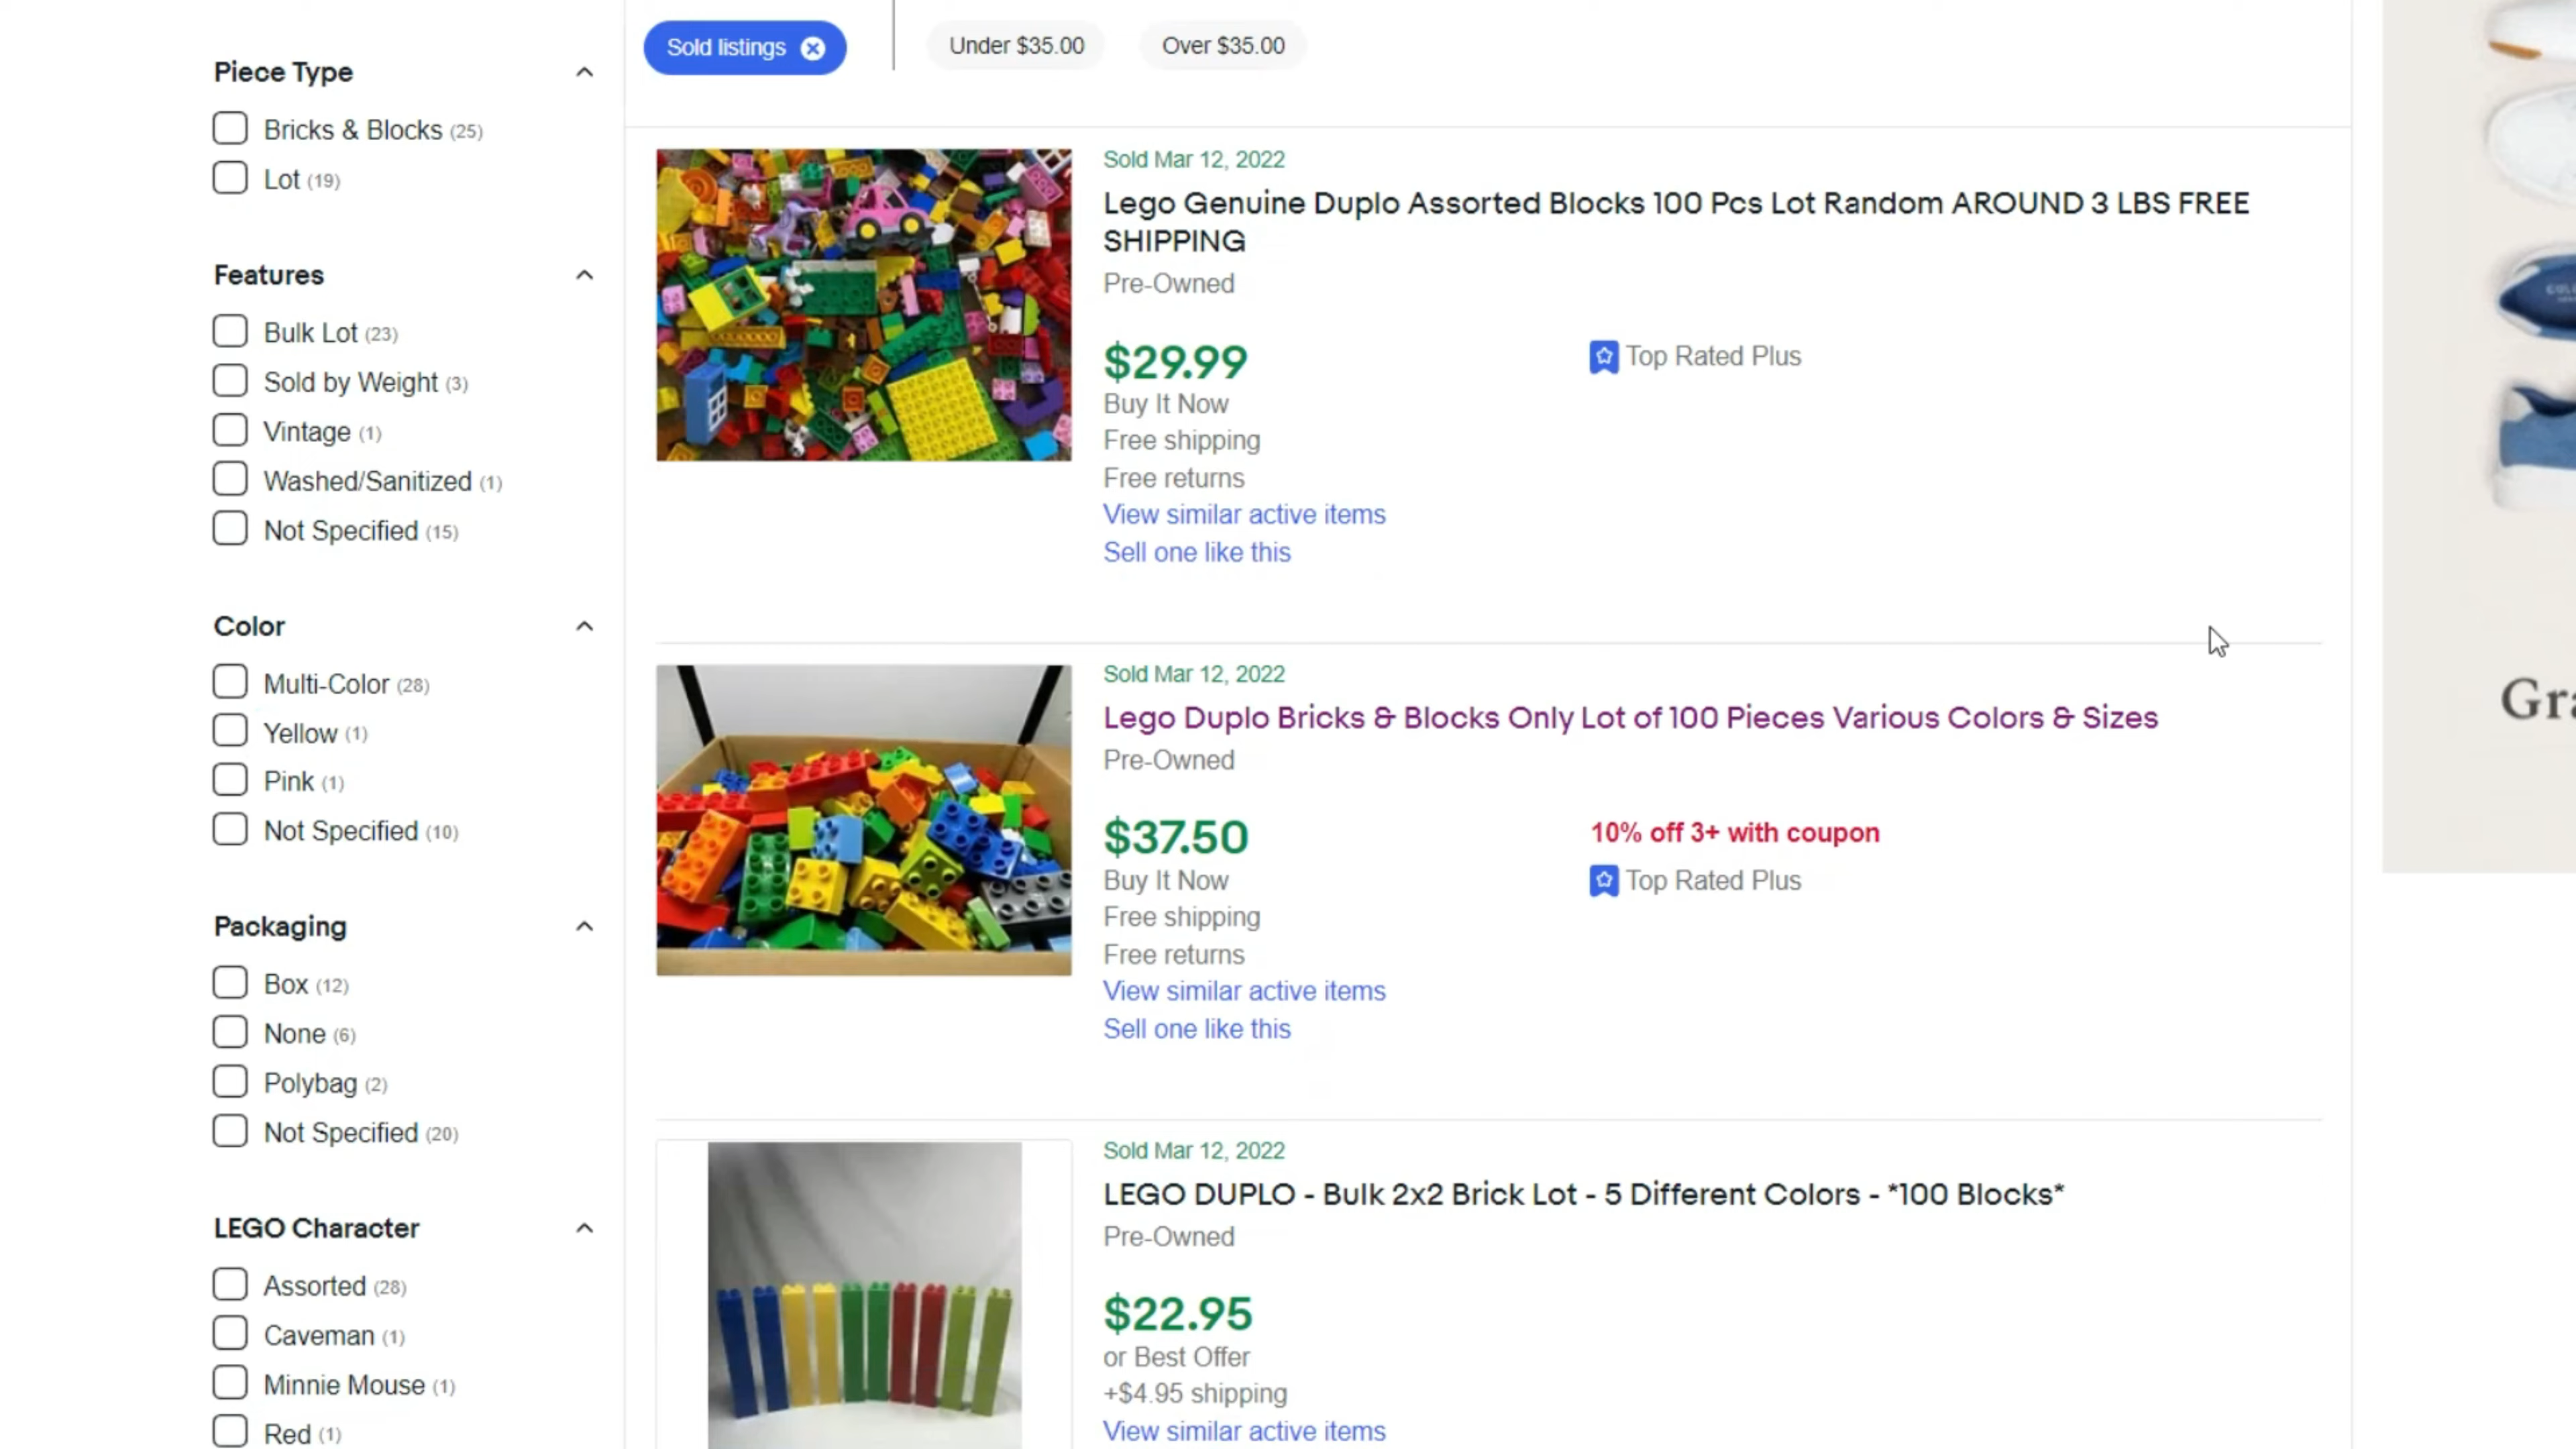 Piece Type
Bricks & Blocks (25)
Lot (19)
Features
Bulk Lot (23)
Sold by Weight (3)
Vintage (1)
Washed/Sanitized (1)
Not Specified (15)
Color
Multi-Color (28)
Yellow (1)
Pink (1)
Not Specified (10)
Packaging
Box (12)
None (6)
Polybag (2)
Not Specified (20)
LEGO Character
Assorted (28)
Caveman (1)
Minnie Mouse (1)
Red (1)
Sold listings
Under $35.00
Over $35.00
Sold Mar 12, 2022
Lego Genuine Duplo Assorted Blocks 100 Pcs Lot Random AROUND 3 LBS FREE
SHIPPING
Pre-Owned
$29.99
Top Rated Plus
Buy It Now
Free shipping
Free returns
View similar active items
Sell one like this
Sold Mar 12, 2022
Lego Duplo Bricks & Blocks Only Lot of 100 Pieces Various Colors & Sizes
Pre-Owned
$37.50
10% off 3+ with coupon
Buy It Now
Top Rated Plus
Free shipping
Free returns
View similar active items
Sell one like this
Sold Mar 12, 2022
LEGO DUPLO - Bulk 2x2 Brick Lot - 5 Different Colors - *100 Blocks*
Pre-Owned
$22.95
or Best Offer
+$4.95 shipping
View similar active items